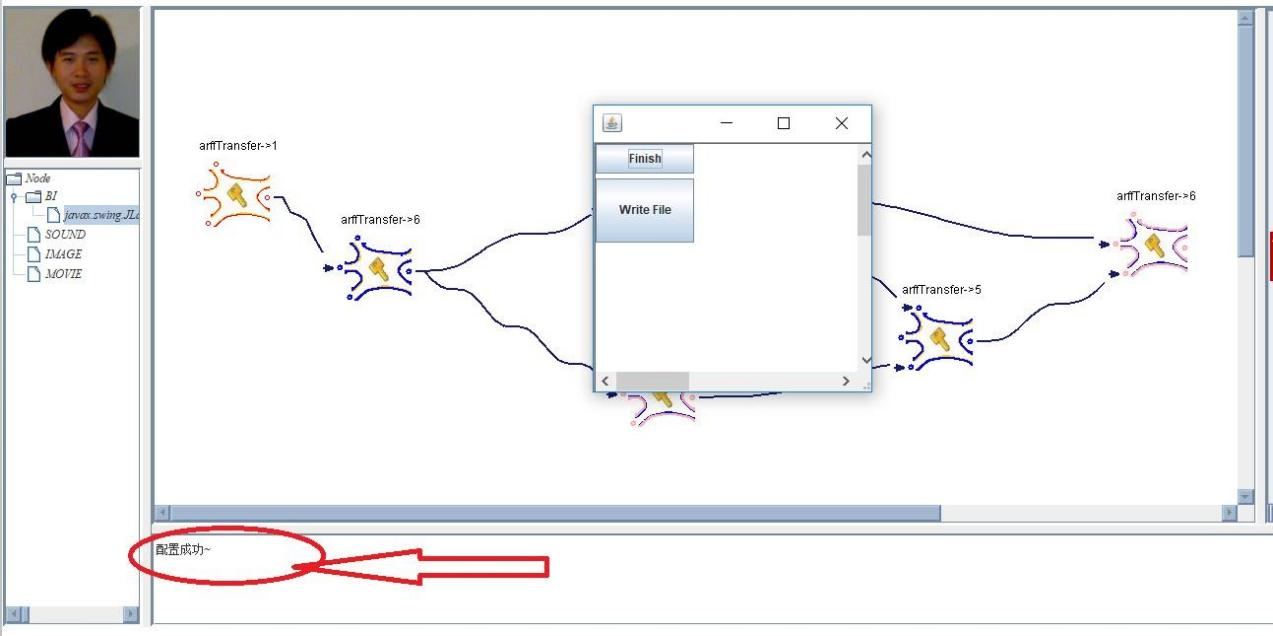 Node
BI
javax.swing.JLa
SOUND
IMAGE
MOVIE
arffTransfer->1
arffTransfer->6
Finish
Write File
arffTransfer->6
arffTransfer->5
配置成功~